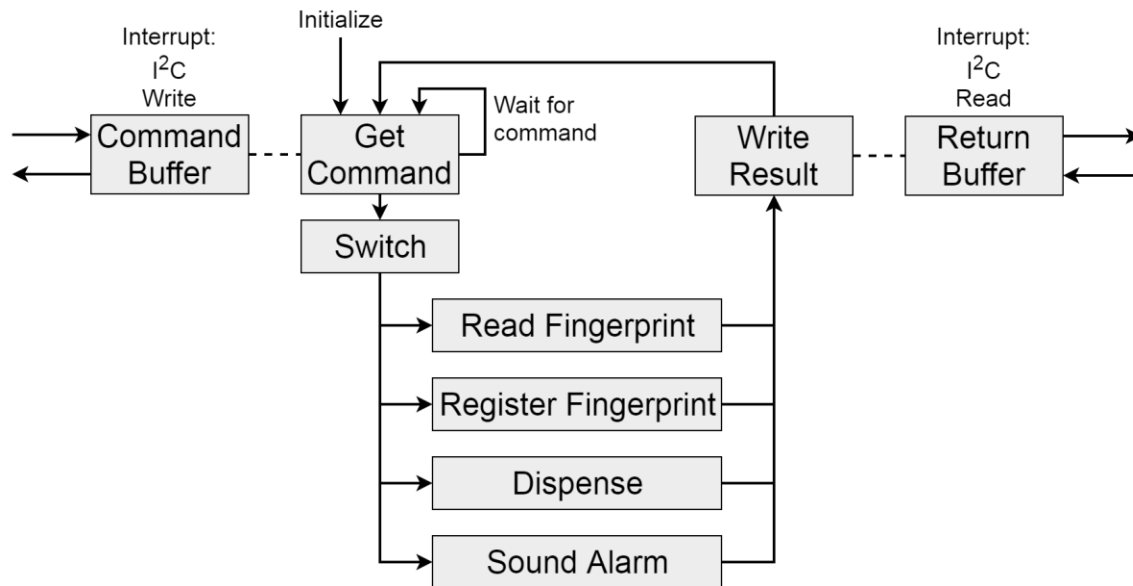 Initialize
Interrupt:
I²C
Write
Command
Buffer
Get
Command
Wait for
command
Write
Result
Interrupt:
I²C
Read
Return
Buffer
Switch
Read Fingerprint
Register Fingerprint
Dispense
Sound Alarm